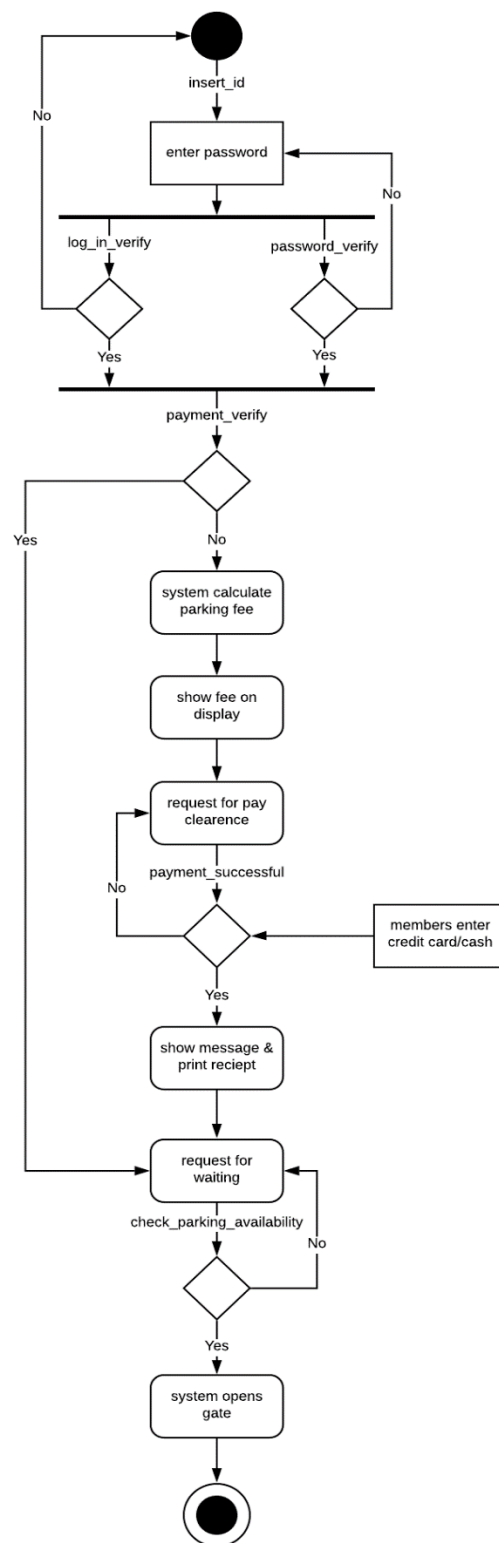 insert_id
No
enter password
No
log_in_verify
password_verify
Yes
Yes
payment_verify
Yes
No
system calculate
parking fee
show fee on
display
request for pay
clearence
payment_successful
No
members enter
credit card/cash
Yes
show message &
print reciept
request for
waiting
check_parking_availability
No
Yes
system opens
gate